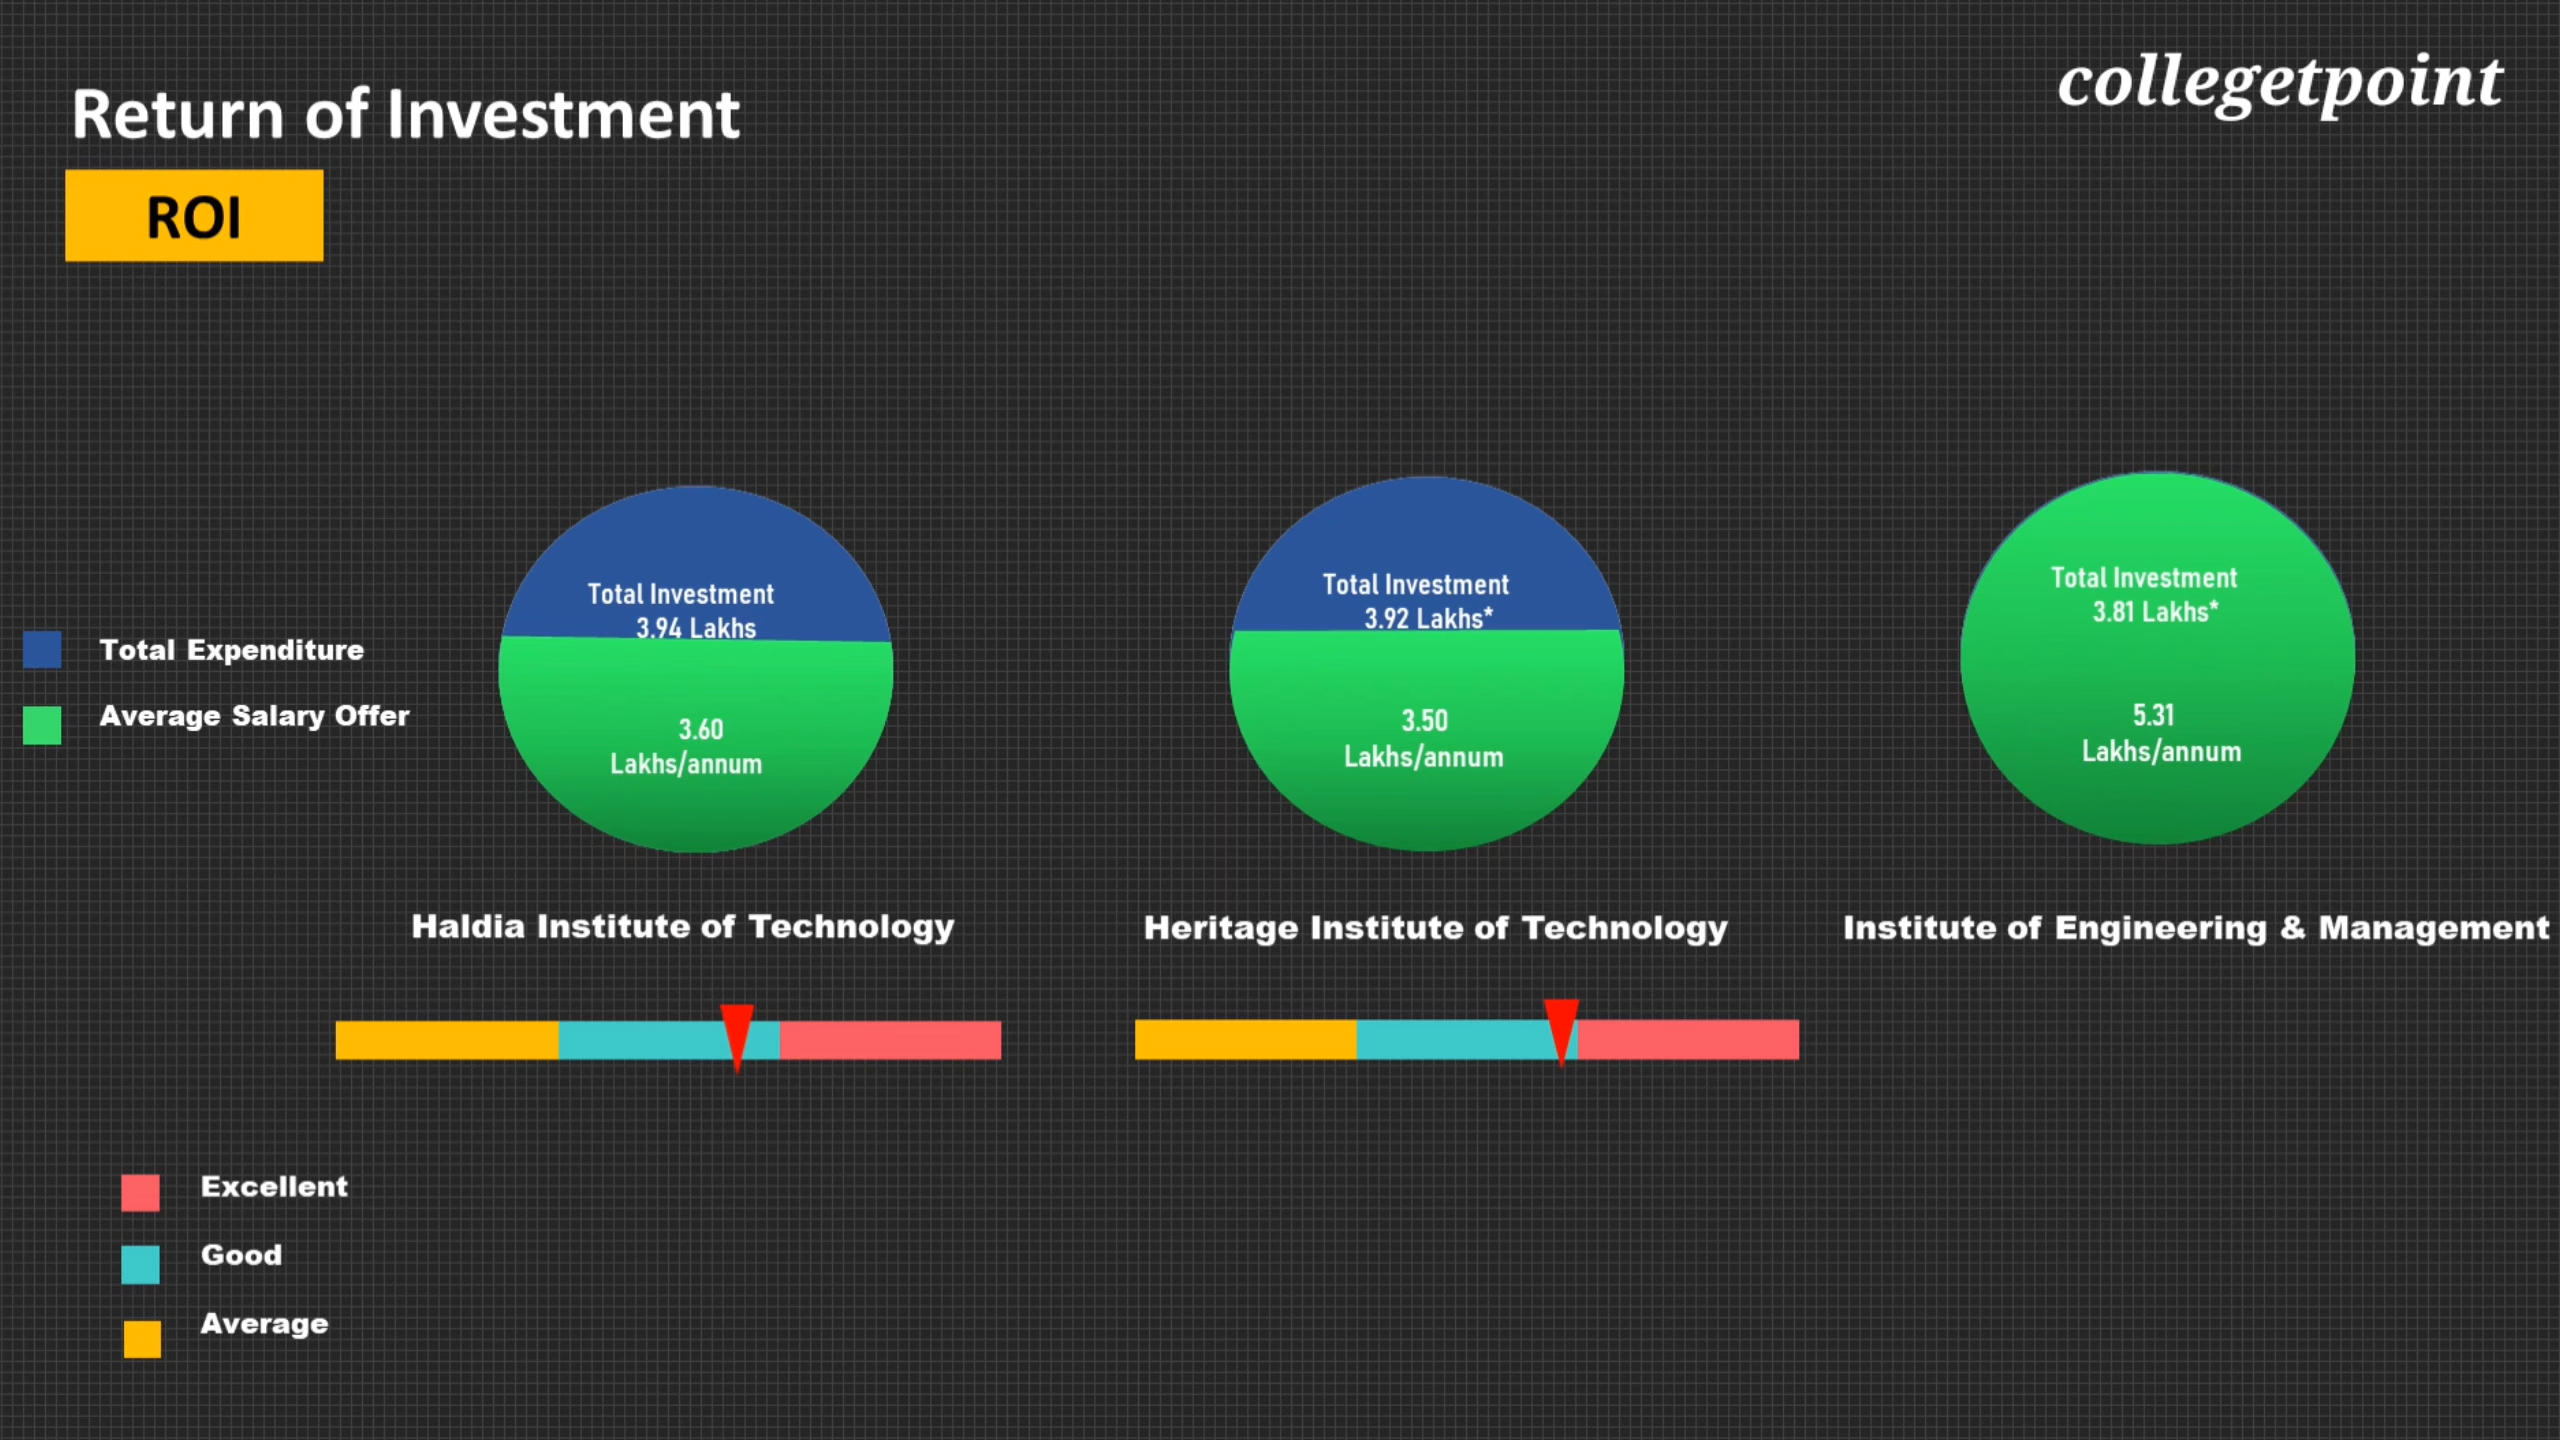 collegetpoint
Return of Investment
ROI
Total Investment
3.94 Lakhs
3.60
Lakhs/annum
Total Investment
3.92 Lakhs*
3.50
Lakhs/annum
Total Investment
3.81 Lakhs*
5.31
Lakhs/annum
Total Expenditure
Average Salary Offer
Haldia Institute of Technology
Heritage Institute of Technology
Institute of Engineering & Management
Excellent
Good
Average